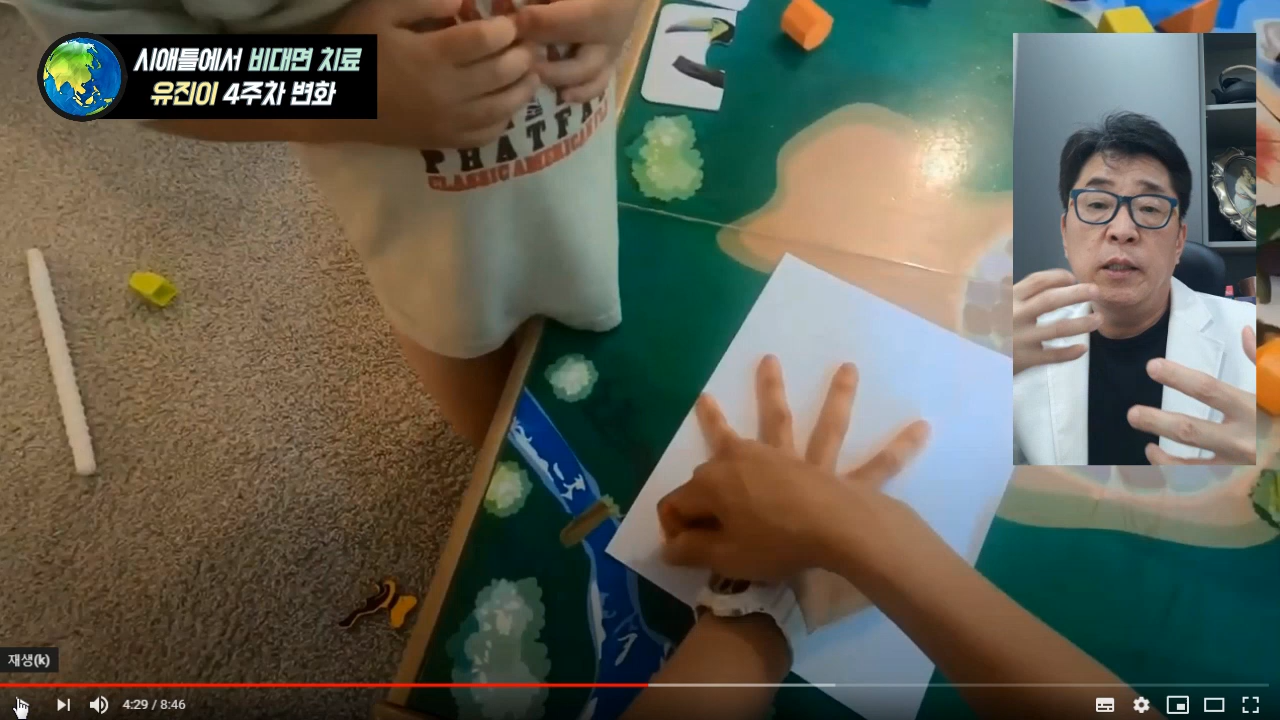 시애틀에서 비대면 치료
유진이 4주차 변화
PHATFA
CLASSIC AMERICAN
재생(k)
4:29 / 8:46